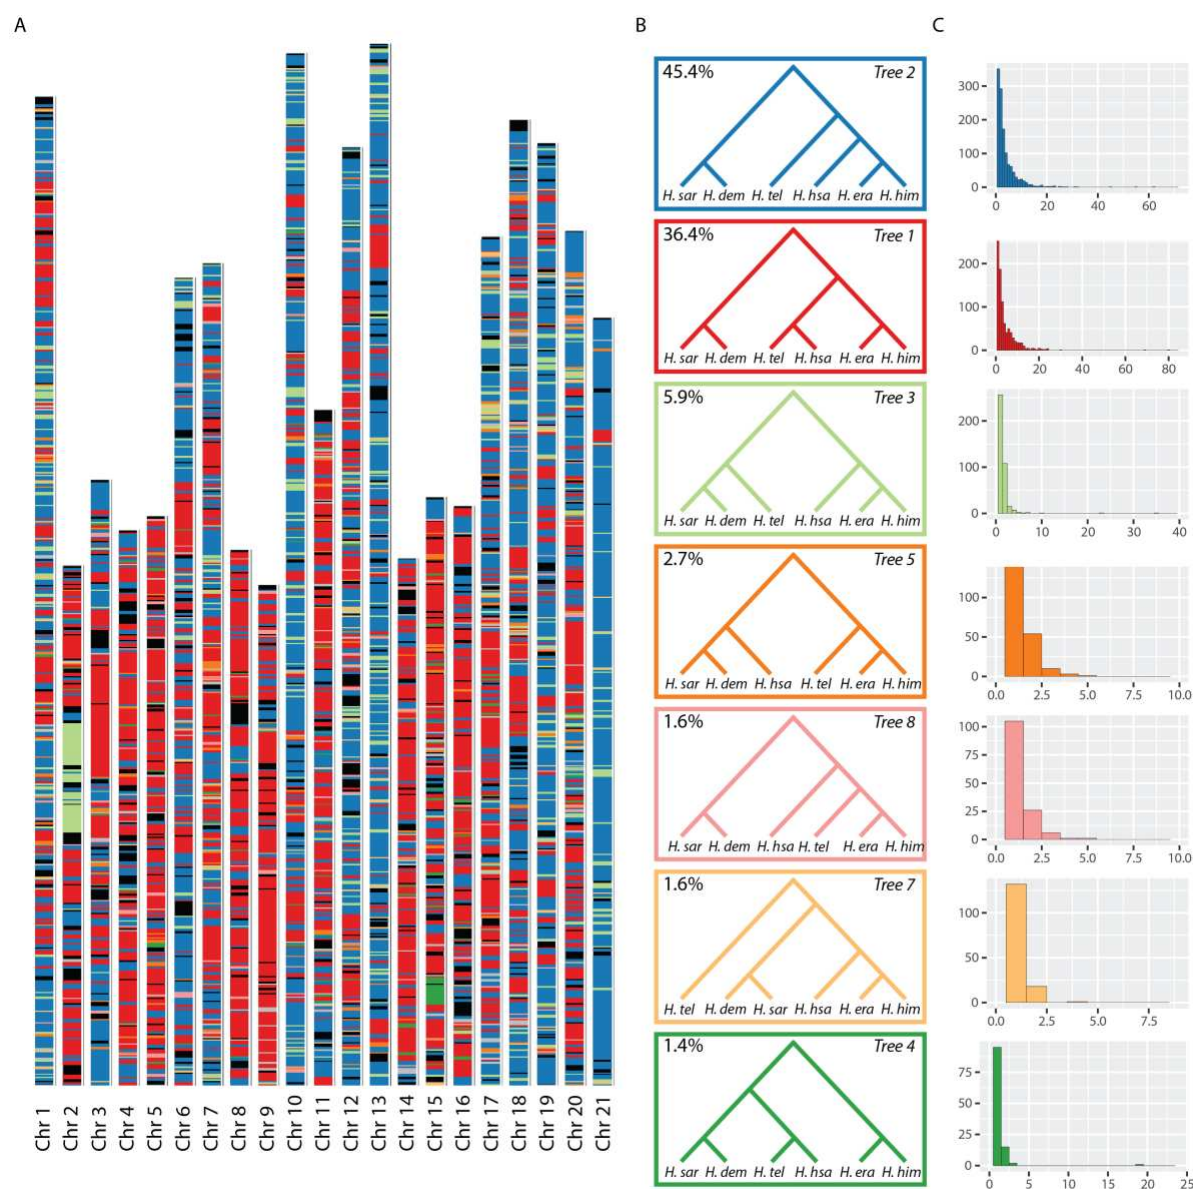 A
B
C
Chr 1
Chr 2
Chr 3
Chr 4
Chr 5
Chr 6
Chr 7
Chr 8
Chr 9
Chr 10
Chr 11
Chr 12
Chr 13
Chr 14
Chr 15
Chr 16
Chr 17
Chr 18
Chr 19
Chr 20
Chr 21
45.4% Tree 2
H. sar H. dem H. tel H. hsa H. era H. him
300
200
100
0
0 20 40 60
36.4% Tree 1
H. sar H. dem H. tel H. hsa H. era H. him
200
100
0
0 20 40 60 80
5.9% Tree 3
H. sar H. dem H. tel H. hsa H. era H. him
200
100
0
0 10 20 30 40
2.7% Tree 5
H. sar H. dem H. hsa H. tel H. era H. him
100
50
0
0.0 2.5 5.0 7.5 10.0
1.6% Tree 8
H. sar H. dem H. hsa H. tel H. era H. him
100
75
50
25
0
0.0 2.5 5.0 7.5 10.0
1.6% Tree 7
H. tel H. dem H. sar H. hsa H. era H. him
100
50
0
0.0 2.5 5.0 7.5
1.4% Tree 4
H. sar H. dem H. tel H. hsa H. era H. him
75
50
25
0
0 5 10 15 20 25